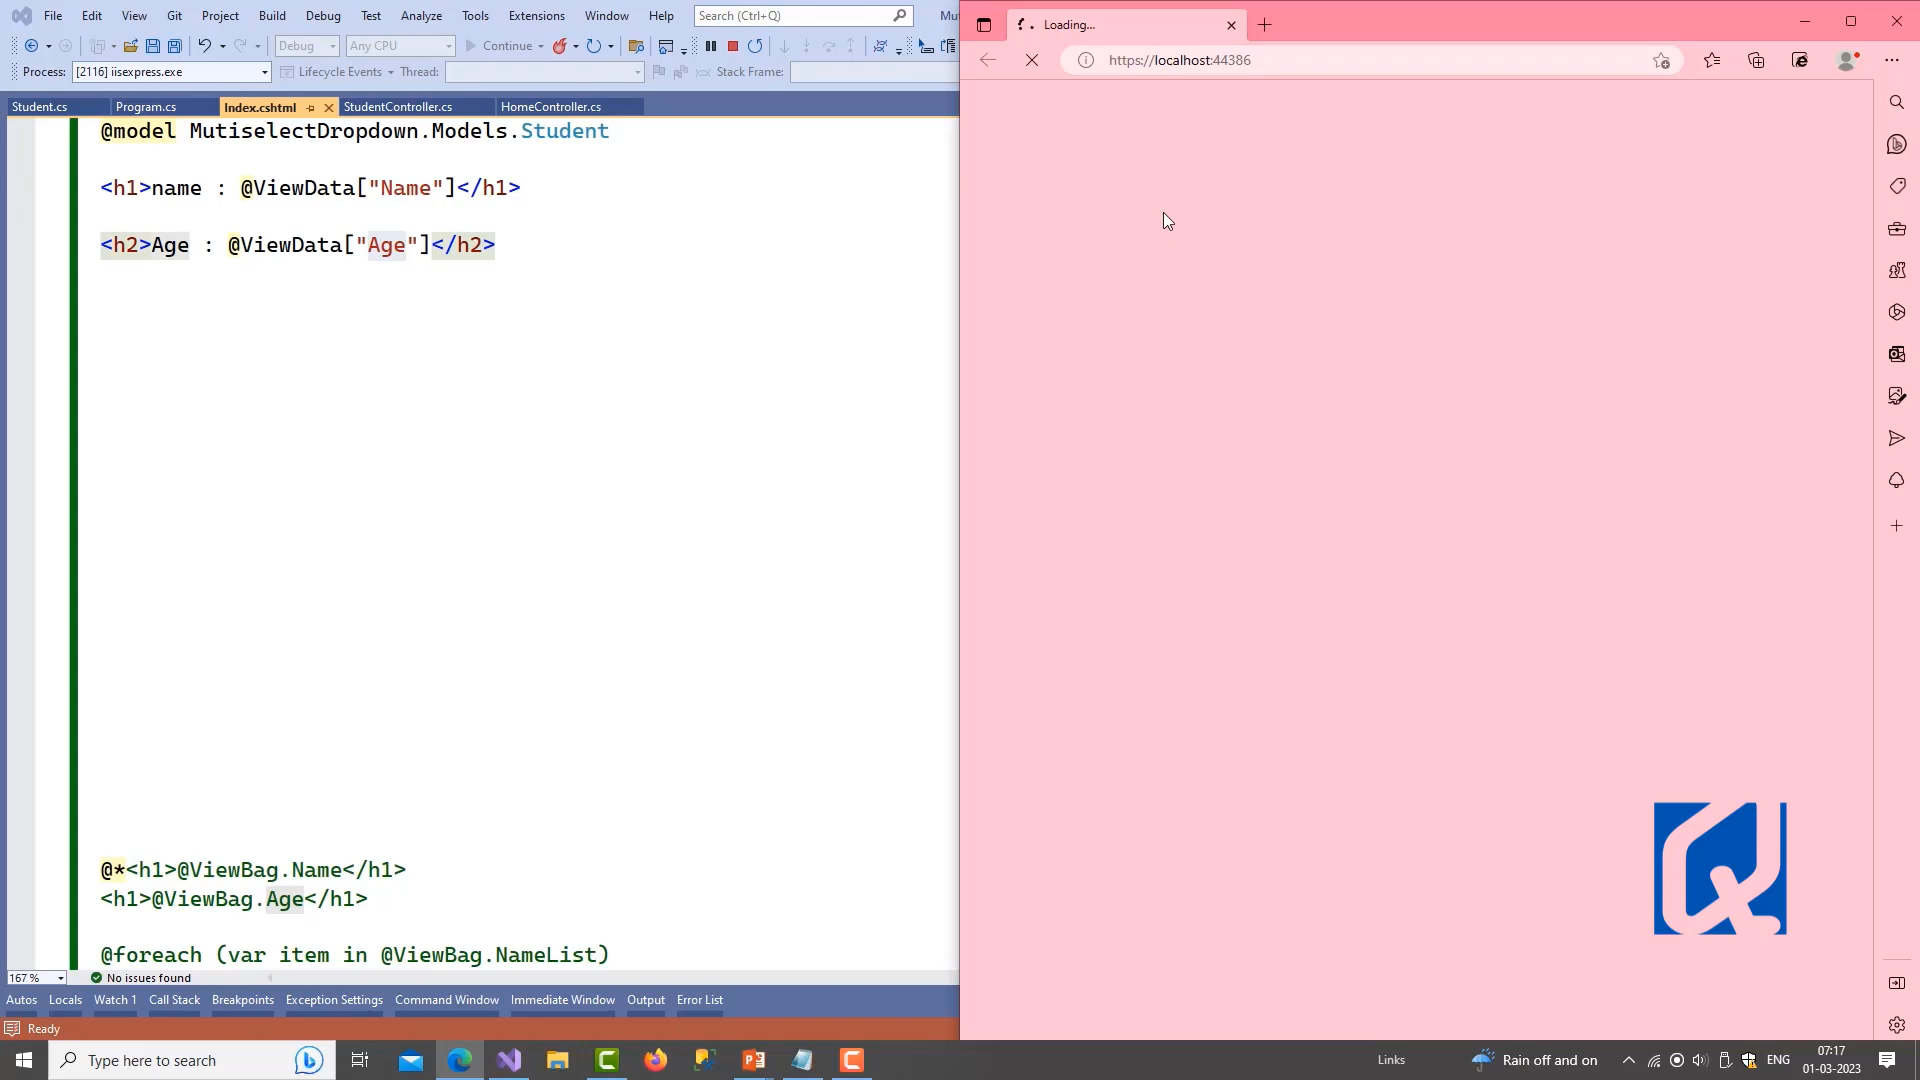 File Edit View Git Project Build Debug Test Analyze Tools Extensions Window Help Search (Ctrl+Q)
Debug Any CPU Continue
Process: [2116] iisexpress.exe Lifecycle Events Thread: Stack Frame:
Student.cs Program.cs Index.cshtml StudentController.cs HomeController.cs
@model MutiselectDropdown.Models.Student
<h1>name : @ViewData["Name"]</h1>
<h2>Age : @ViewData["Age"]</h2>
@*<h1>@ViewBag.Name</h1>
<h1>@ViewBag.Age</h1>
@foreach (var item in @ViewBag.NameList)
167 % No issues found
Autos Locals Watch 1 Call Stack Breakpoints Exception Settings Command Window Immediate Window Output Error List
Ready
Loading...
https://localhost:44386
Type here to search
Links
Rain off and on
ENG
07:17
01-03-2023